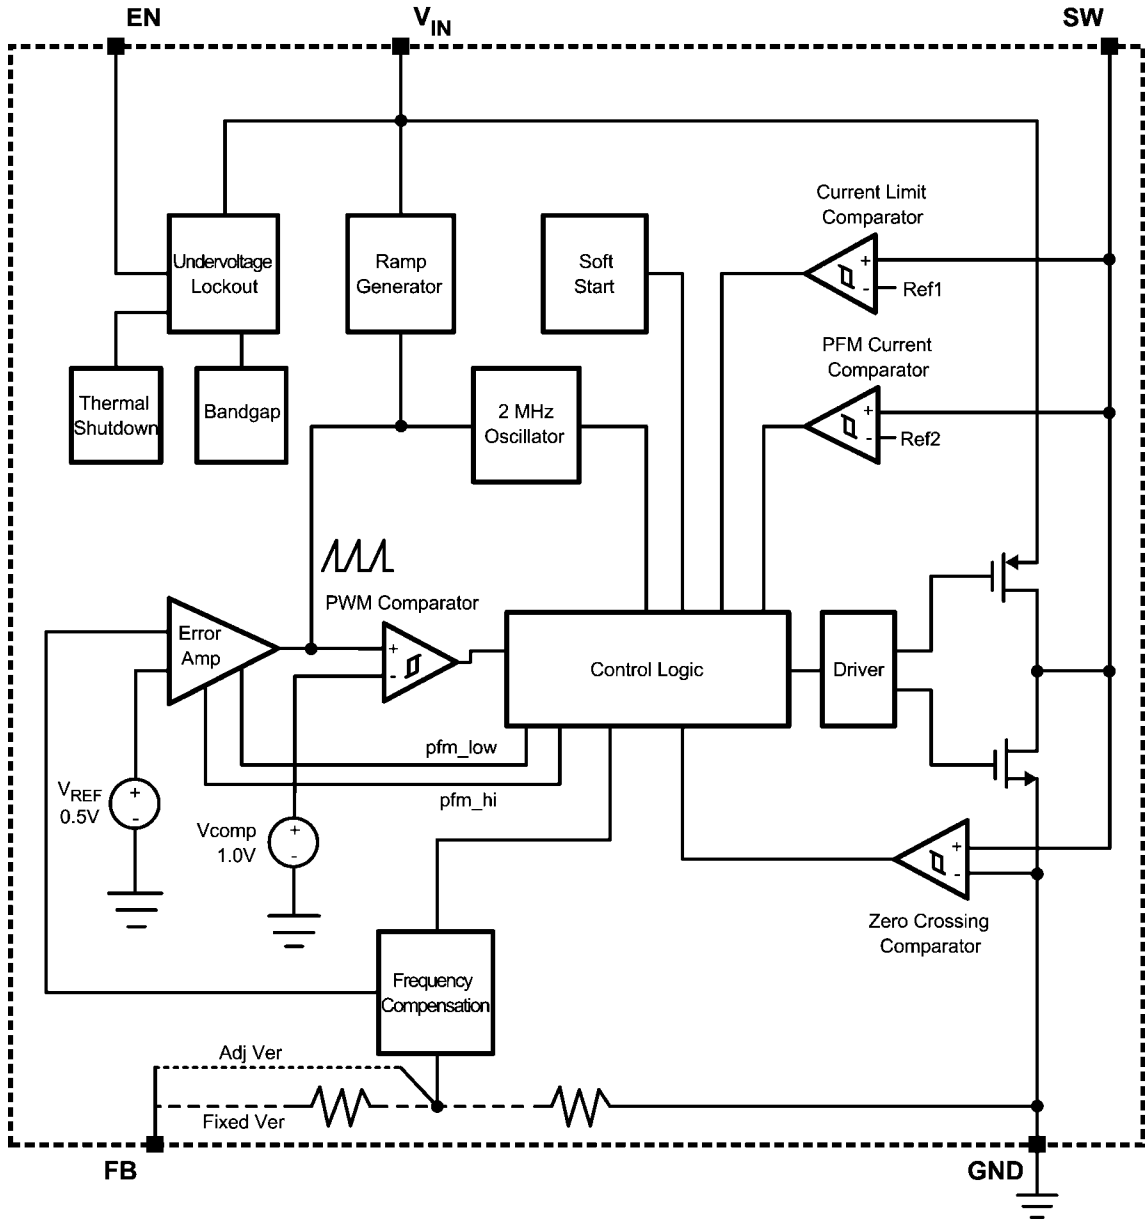 EN
VIN
SW
Current Limit
Comparator
+
-
Ref1
Undervoltage
Lockout
Ramp
Generator
Soft
Start
PFM Current
Comparator
+
-
Ref2
Thermal
Shutdown
Bandgap
2 MHz
Oscillator
PWM Comparator
Error
Amp
+
-
Control Logic
Driver
pfm_low
pfm_hi
VREF
0.5V
+
-
Vcomp
1.0V
+
-
+
-
Zero Crossing
Comparator
Frequency
Compensation
Adj Ver
Fixed Ver
FB
GND